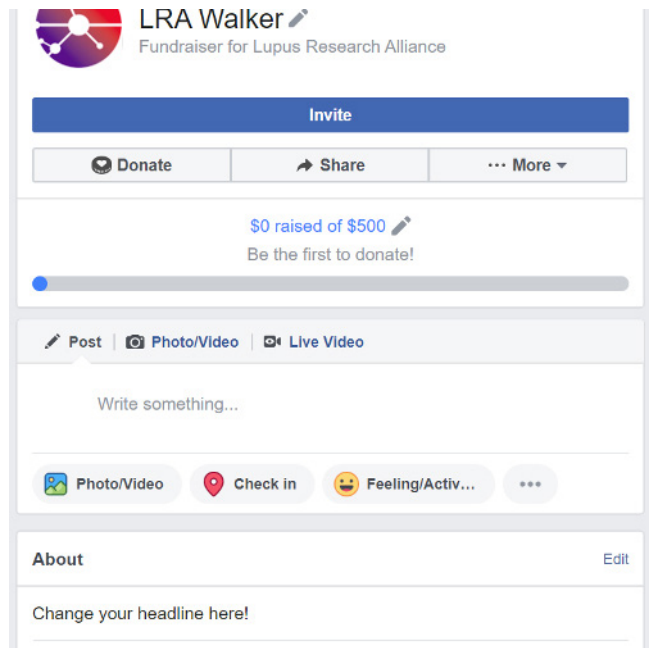 LRA Walker
Fundraiser for Lupus Research Alliance
Invite
Donate
Share
··· More
$0 raised of $500
Be the first to donate!
Post
Photo/Video
Live Video
Write something...
Photo/Video
Check in
Feeling/Activ...
About
Edit
Change your headline here!